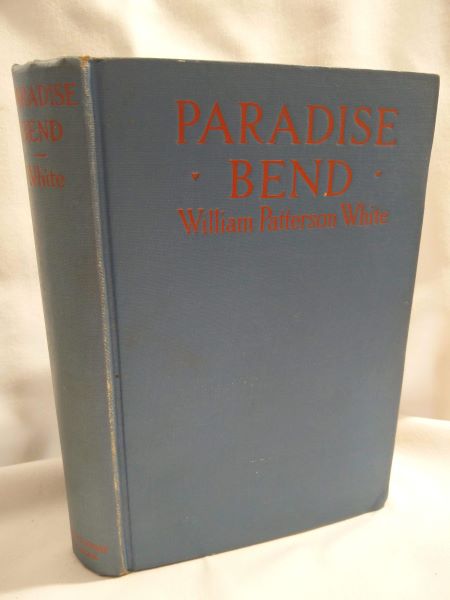 PARADISE
BEND
White
PARADISE
· BEND ·
William Patterson White